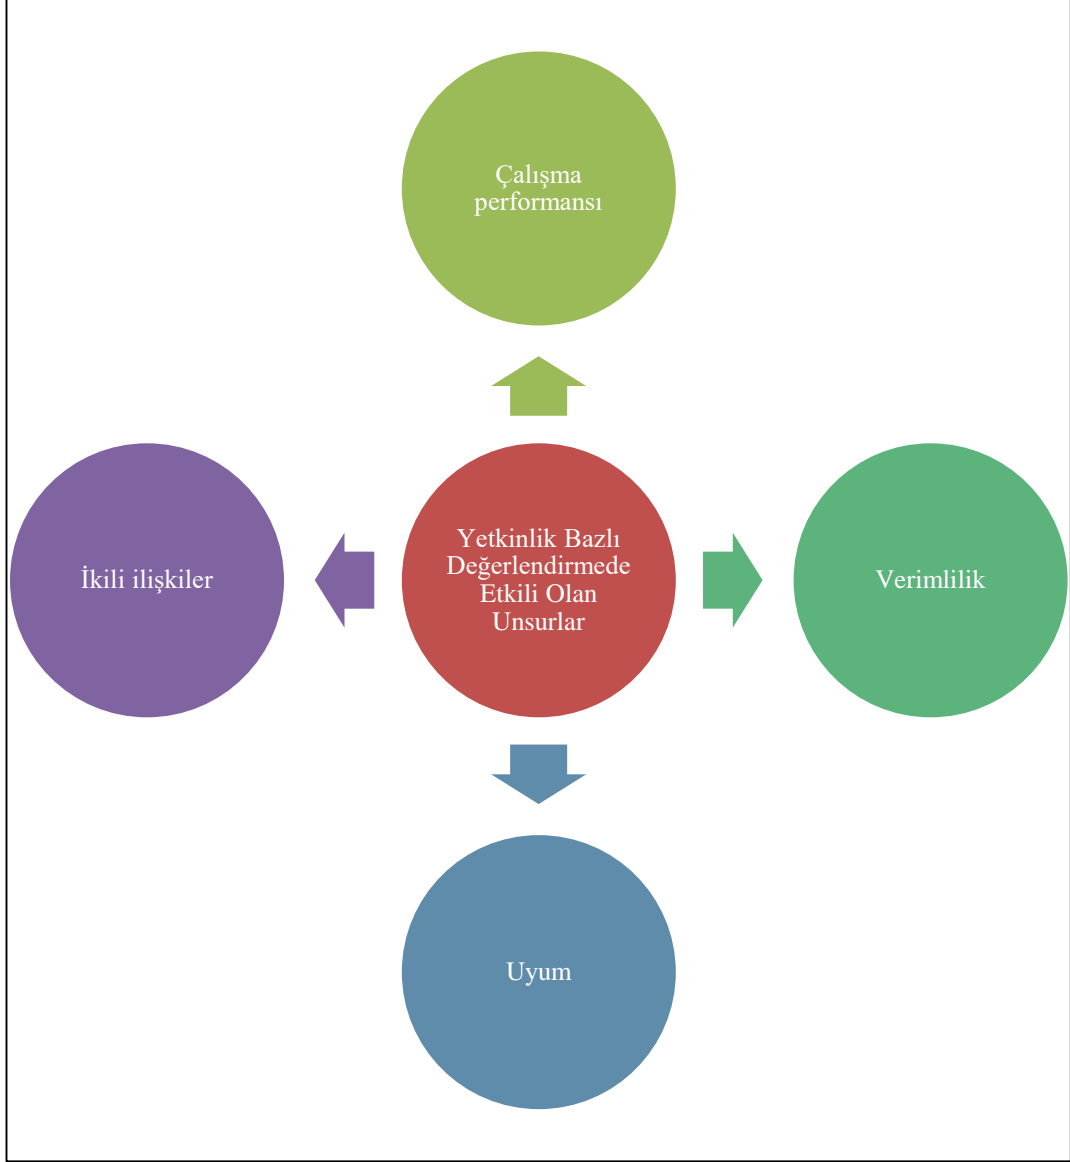 Çalışma
performansı
İkili ilişkiler
Yetkinlik Bazlı
Değerlendirmede
Etkili Olan
Unsurlar
Verimlilik
Uyum